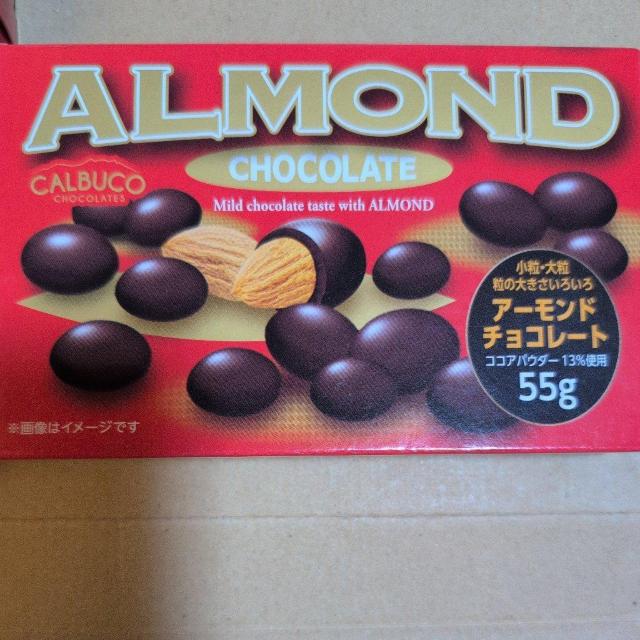 ALMOND
CHOCOLATE
Mild chocolate taste with ALMOND
CALBUCO
CHOCOLATES
小粒・大粒
粒の大きさいろいろ
アーモンド
チョコレート
ココアパウダー 13%使用
55g
※画像はイメージです